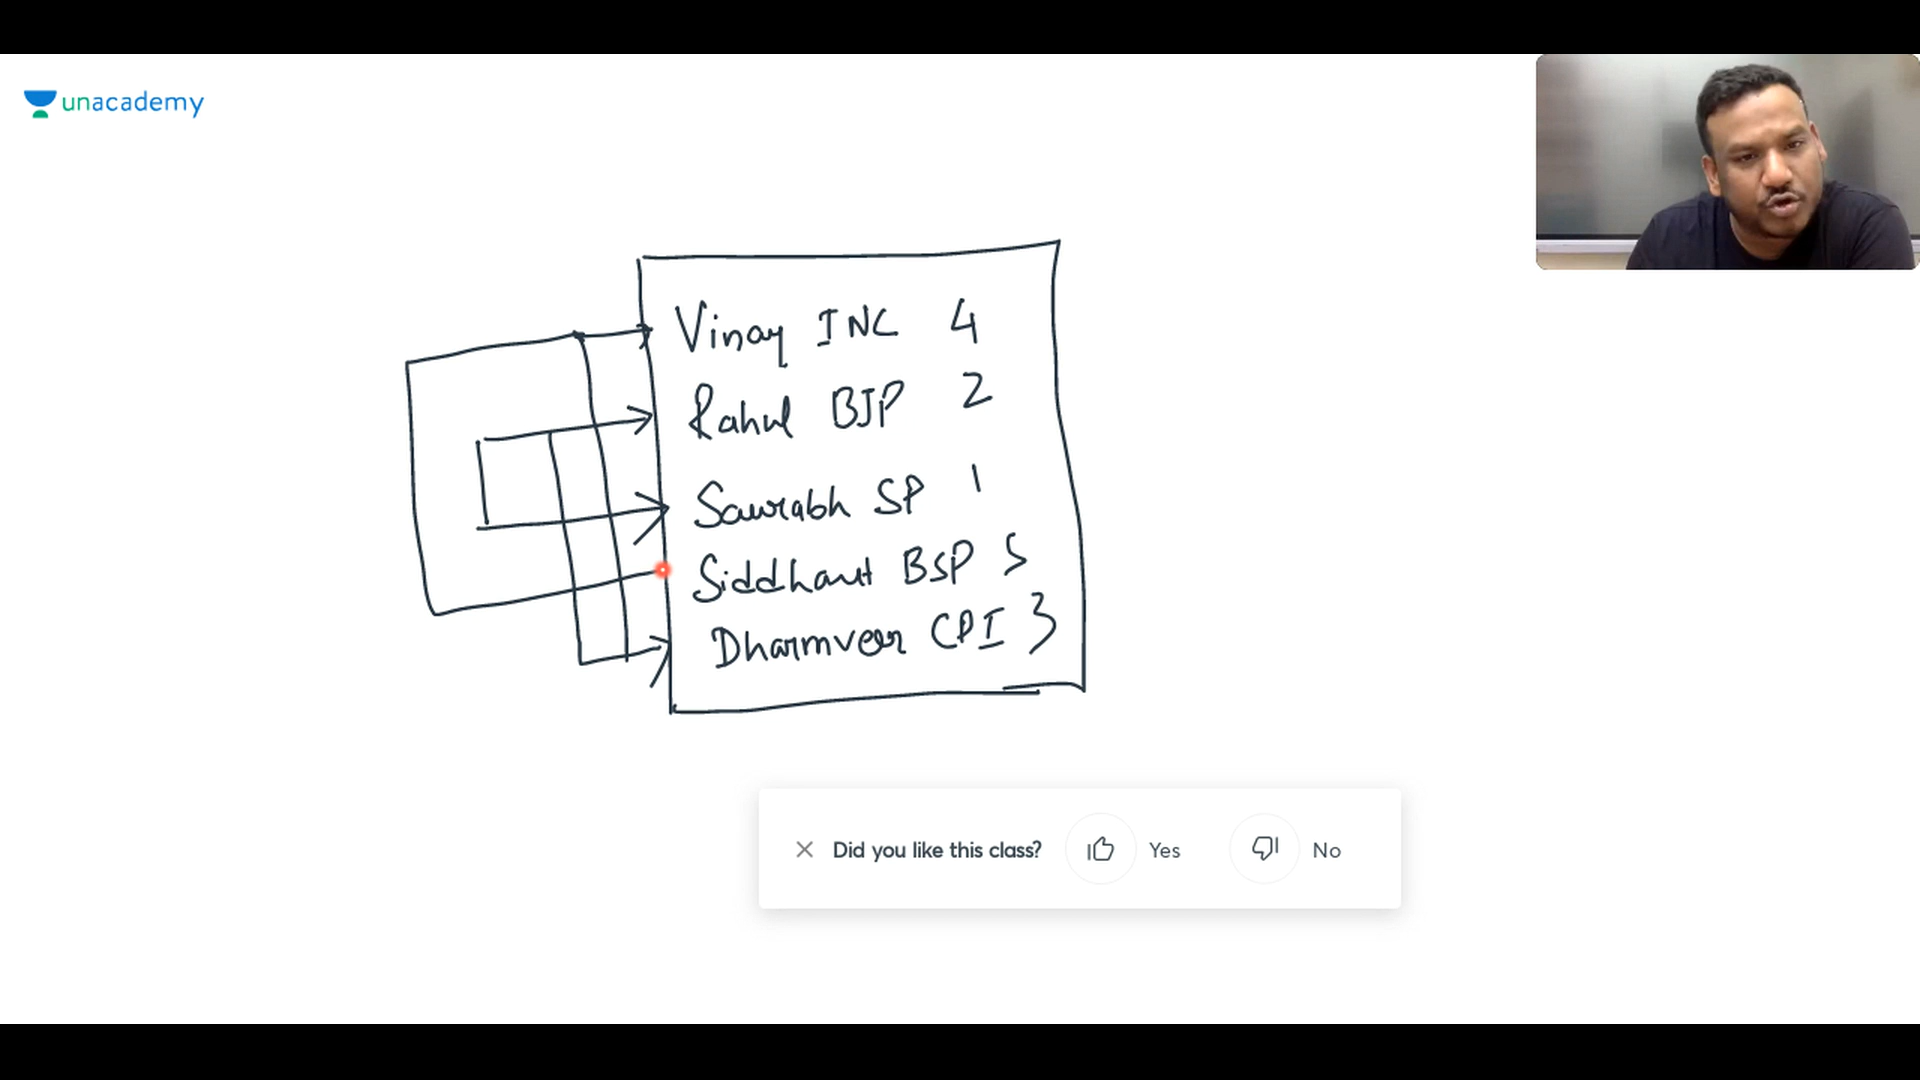 unacademy
Vinay INC 4
Rahul BJP 2
Saurabh SP 1
Siddhant BSP 5
Dharmveer CPI 3
Did you like this class? Yes No